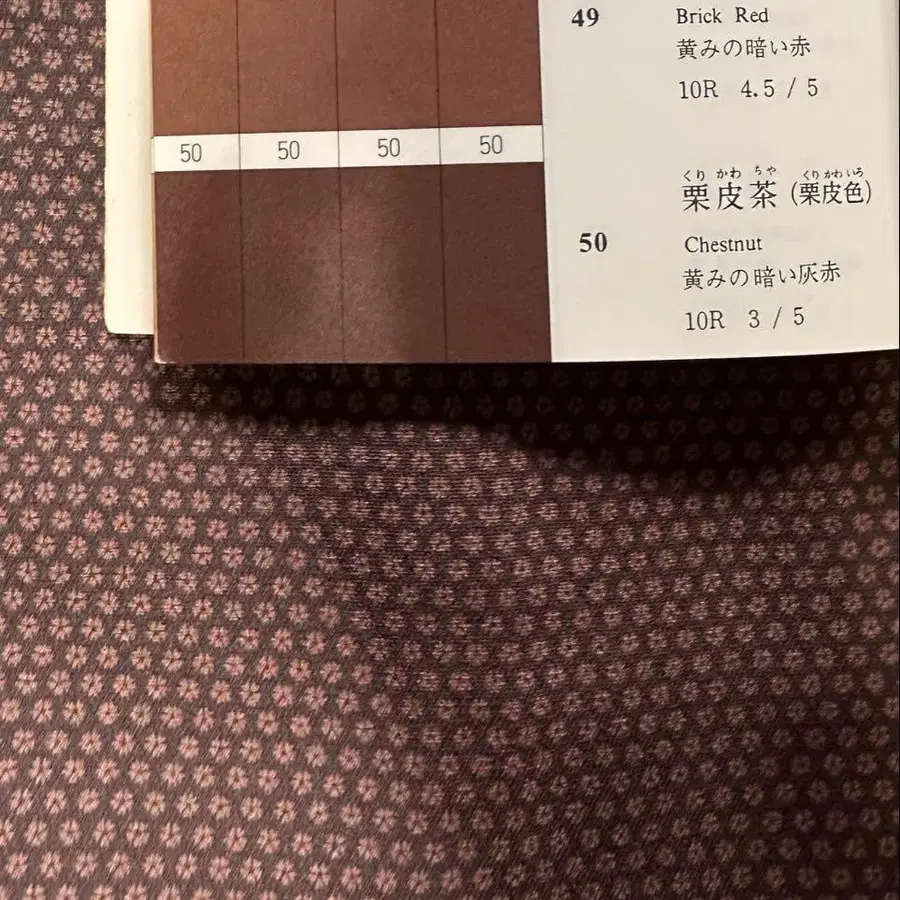 49
Brick Red
黄みの暗い赤
10R 4.5 / 5
50 50 50 50
くり かわ ちゃ くり かわ いろ
栗皮茶 (栗皮色)
50
Chestnut
黄みの暗い灰赤
10R 3 / 5